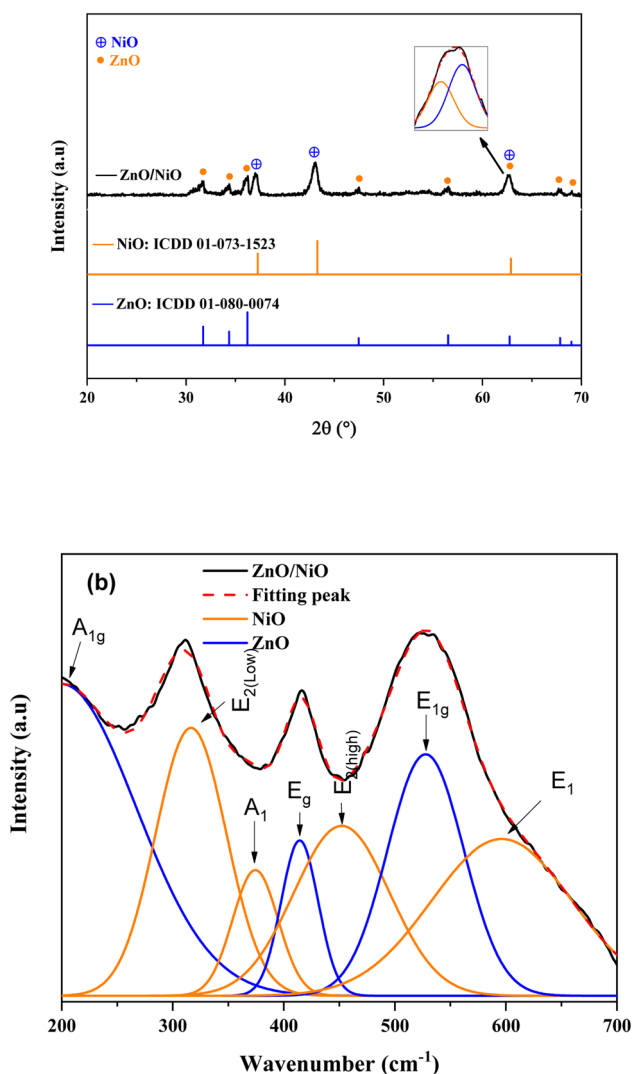 ⊕ NiO
ZnO
⊕
⊕
⊕
ZnO/NiO
NiO: ICDD 01-073-1523
ZnO: ICDD 01-080-0074
Intensity (a.u)
20 30 40 50 60 70
2θ (°)
(b)
ZnO/NiO
Fitting peak
NiO
ZnO
A1g
E2(Low)
A1
Eg
E2(high)
E1g
E1
Intensity (a.u)
200 300 400 500 600 700
Wavenumber (cm-1)